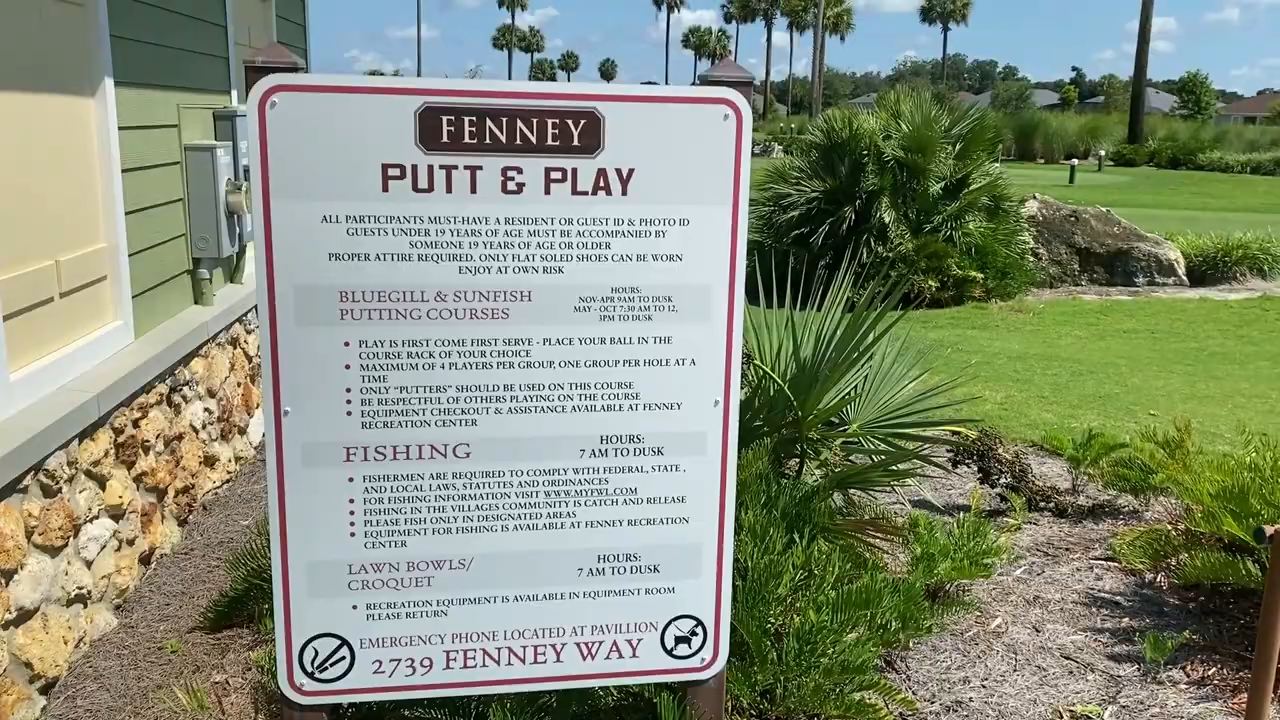 FENNEY
PUTT & PLAY
ALL PARTICIPANTS MUST-HAVE A RESIDENT OR GUEST ID & PHOTO ID
GUESTS UNDER 19 YEARS OF AGE MUST BE ACCOMPANIED BY
SOMEONE 19 YEARS OF AGE OR OLDER
PROPER ATTIRE REQUIRED. ONLY FLAT SOLED SHOES CAN BE WORN
ENJOY AT OWN RISK
BLUEGILL & SUNFISH
PUTTING COURSES
HOURS:
NOV-APR 9AM TO DUSK
MAY - OCT 7:30 AM TO 12,
3PM TO DUSK
• PLAY IS FIRST COME FIRST SERVE - PLACE YOUR BALL IN THE
COURSE RACK OF YOUR CHOICE
• MAXIMUM OF 4 PLAYERS PER GROUP, ONE GROUP PER HOLE AT A
TIME
• ONLY "PUTTERS" SHOULD BE USED ON THIS COURSE
• BE RESPECTFUL OF OTHERS PLAYING ON THE COURSE
• EQUIPMENT CHECKOUT & ASSISTANCE AVAILABLE AT FENNEY
RECREATION CENTER
FISHING
HOURS:
7 AM TO DUSK
• FISHERMEN ARE REQUIRED TO COMPLY WITH FEDERAL, STATE ,
AND LOCAL LAWS, STATUTES AND ORDINANCES
• FOR FISHING INFORMATION VISIT WWW.MYFWL.COM
• FISHING IN THE VILLAGES COMMUNITY IS CATCH AND RELEASE
• PLEASE FISH ONLY IN DESIGNATED AREAS
• EQUIPMENT FOR FISHING IS AVAILABLE AT FENNEY RECREATION
CENTER
LAWN BOWLS/
CROQUET
HOURS:
7 AM TO DUSK
• RECREATION EQUIPMENT IS AVAILABLE IN EQUIPMENT ROOM
PLEASE RETURN
EMERGENCY PHONE LOCATED AT PAVILLION
2739 FENNEY WAY